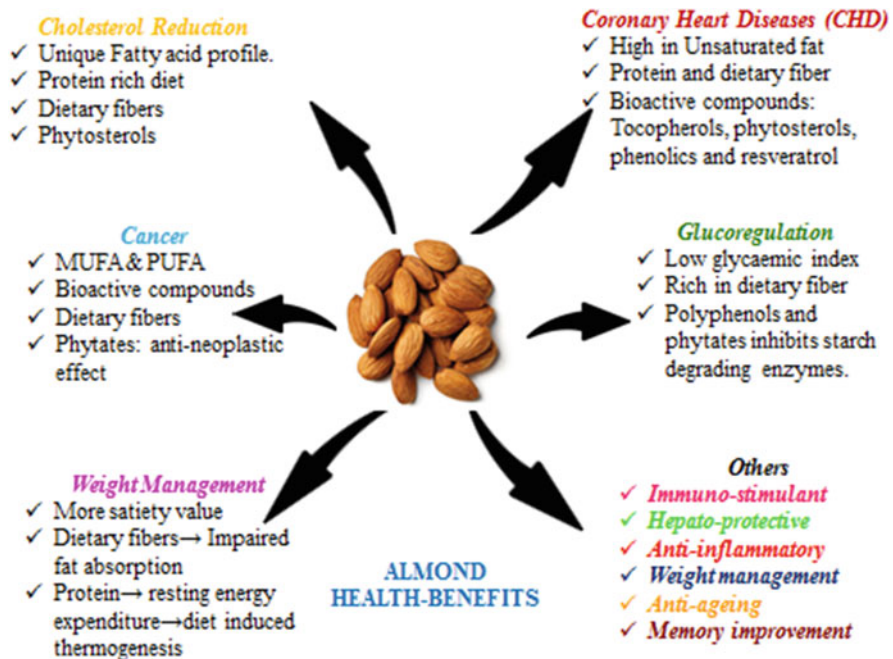 Cholesterol Reduction
✓ Unique Fatty acid profile.
✓ Protein rich diet
✓ Dietary fibers
✓ Phytosterols
Coronary Heart Diseases (CHD)
✓ High in Unsaturated fat
✓ Protein and dietary fiber
✓ Bioactive compounds:
Tocopherols, phytosterols,
phenolics and resveratrol
Cancer
✓ MUFA & PUFA
✓ Bioactive compounds
✓ Dietary fibers
✓ Phytates: anti-neoplastic
effect
Glucoregulation
✓ Low glycaemic index
✓ Rich in dietary fiber
✓ Polyphenols and
phytates inhibits starch
degrading enzymes.
Weight Management
✓ More satiety value
✓ Dietary fibers→ Impaired
fat absorption
✓ Protein→ resting energy
expenditure→diet induced
thermogenesis
ALMOND
HEALTH-BENEFITS
Others
✓ Immuno-stimulant
✓ Hepato-protective
✓ Anti-inflammatory
✓ Weight management
✓ Anti-ageing
✓ Memory improvement